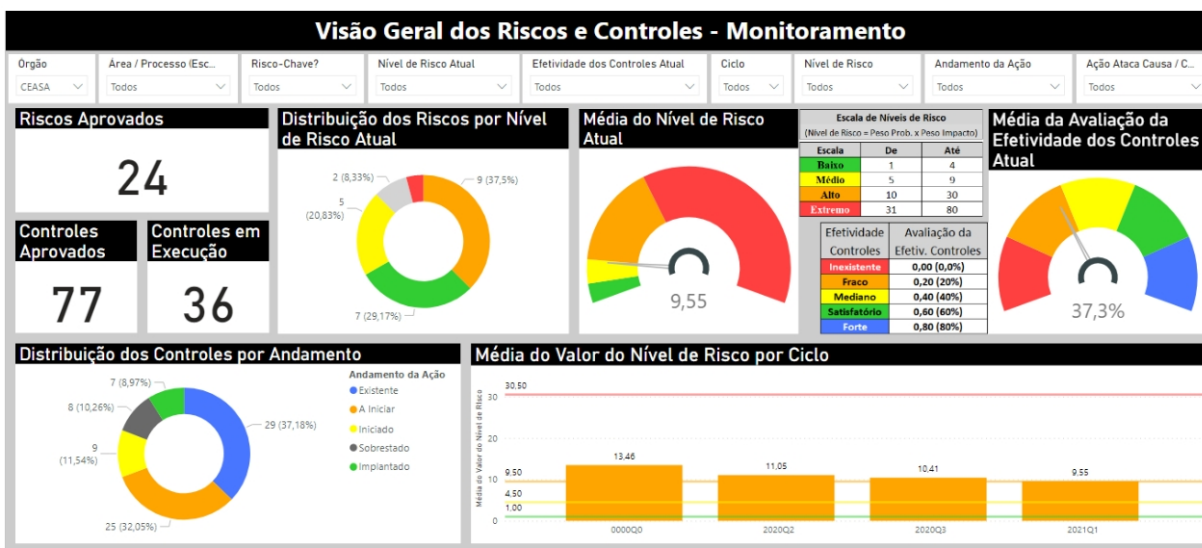 Visão Geral dos Riscos e Controles - Monitoramento
Órgão
CEASA
Área / Processo (Esc...
Todos
Risco-Chave?
Todos
Nível de Risco Atual
Todos
Efetividade dos Controles Atual
Todos
Ciclo
Todos
Nível de Risco
Todos
Andamento da Ação
Todos
Ação Ataca Causa / C...
Todos
Riscos Aprovados
24
Controles
Aprovados
77
Controles em
Execução
36
Distribuição dos Riscos por Nível
de Risco Atual
2 (8,33%)
9 (37,5%)
5
(20,83%)
7 (29,17%)
Média do Nível de Risco
Atual
9,55
Escala de Níveis de Risco
(Nível de Risco = Peso Prob. x Peso Impacto)
Escala De Até
Baixo 1 4
Médio 5 9
Alto 10 30
Extremo 31 80
Efetividade Avaliação da
Controles Efetiv. Controles
Inexistente 0,00 (0,0%)
Fraco 0,20 (20%)
Mediano 0,40 (40%)
Satisfatório 0,60 (60%)
Forte 0,80 (80%)
Média da Avaliação da
Efetividade dos Controles
Atual
37,3%
Distribuição dos Controles por Andamento
7 (8,97%)
8 (10,26%)
9
(11,54%)
29 (37,18%)
25 (32,05%)
Andamento da Ação
Existente
A Iniciar
Iniciado
Sobrestado
Implantado
Média do Valor do Nível de Risco por Ciclo
Média do Valor do Nível de Risco
30,50
30
20
13,46
11,05
10,41
9,55
9.50
10
4.50
1.00
0
0000Q0
2020Q2
2020Q3
2021Q1